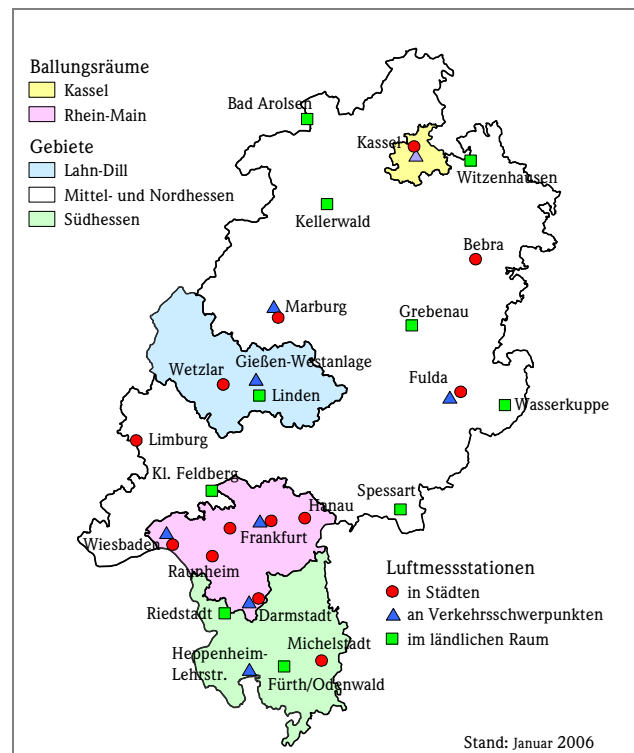 Ballungsräume
Kassel
Rhein-Main
Gebiete
Lahn-Dill
Mittel- und Nordhessen
Südhessen
Bad Arolsen
Kassel
Witzenhausen
Kellerwald
Bebra
Marburg
Grebenau
Gießen-Westanlage
Wetzlar
Fulda
Linden
Wasserkuppe
Limburg
Kl. Feldberg
Spessart
Hanau
Frankfurt
Wiesbaden
Raunheim
Riedstadt
Darmstadt
Michelstadt
Heppenheim-
Lehrstr.
Fürth/Odenwald
Luftmessstationen
in Städten
an Verkehrsschwerpunkten
im ländlichen Raum
Stand: Januar 2006